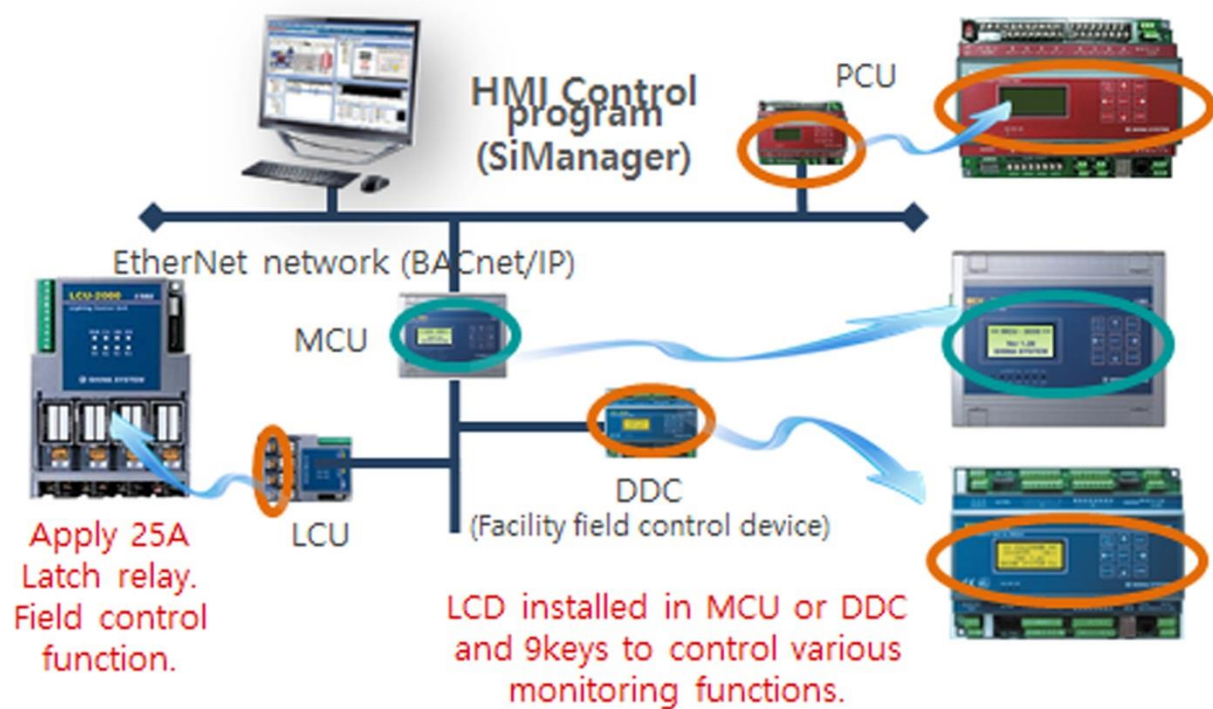 HMI Control
program
(SiManager)
PCU
EtherNet network (BACnet/IP)
LCU-2000
MCU
DDC
(Facility field control device)
LCU
Apply 25A
Latch relay.
Field control
function.
LCD installed in MCU or DDC
and 9keys to control various
monitoring functions.